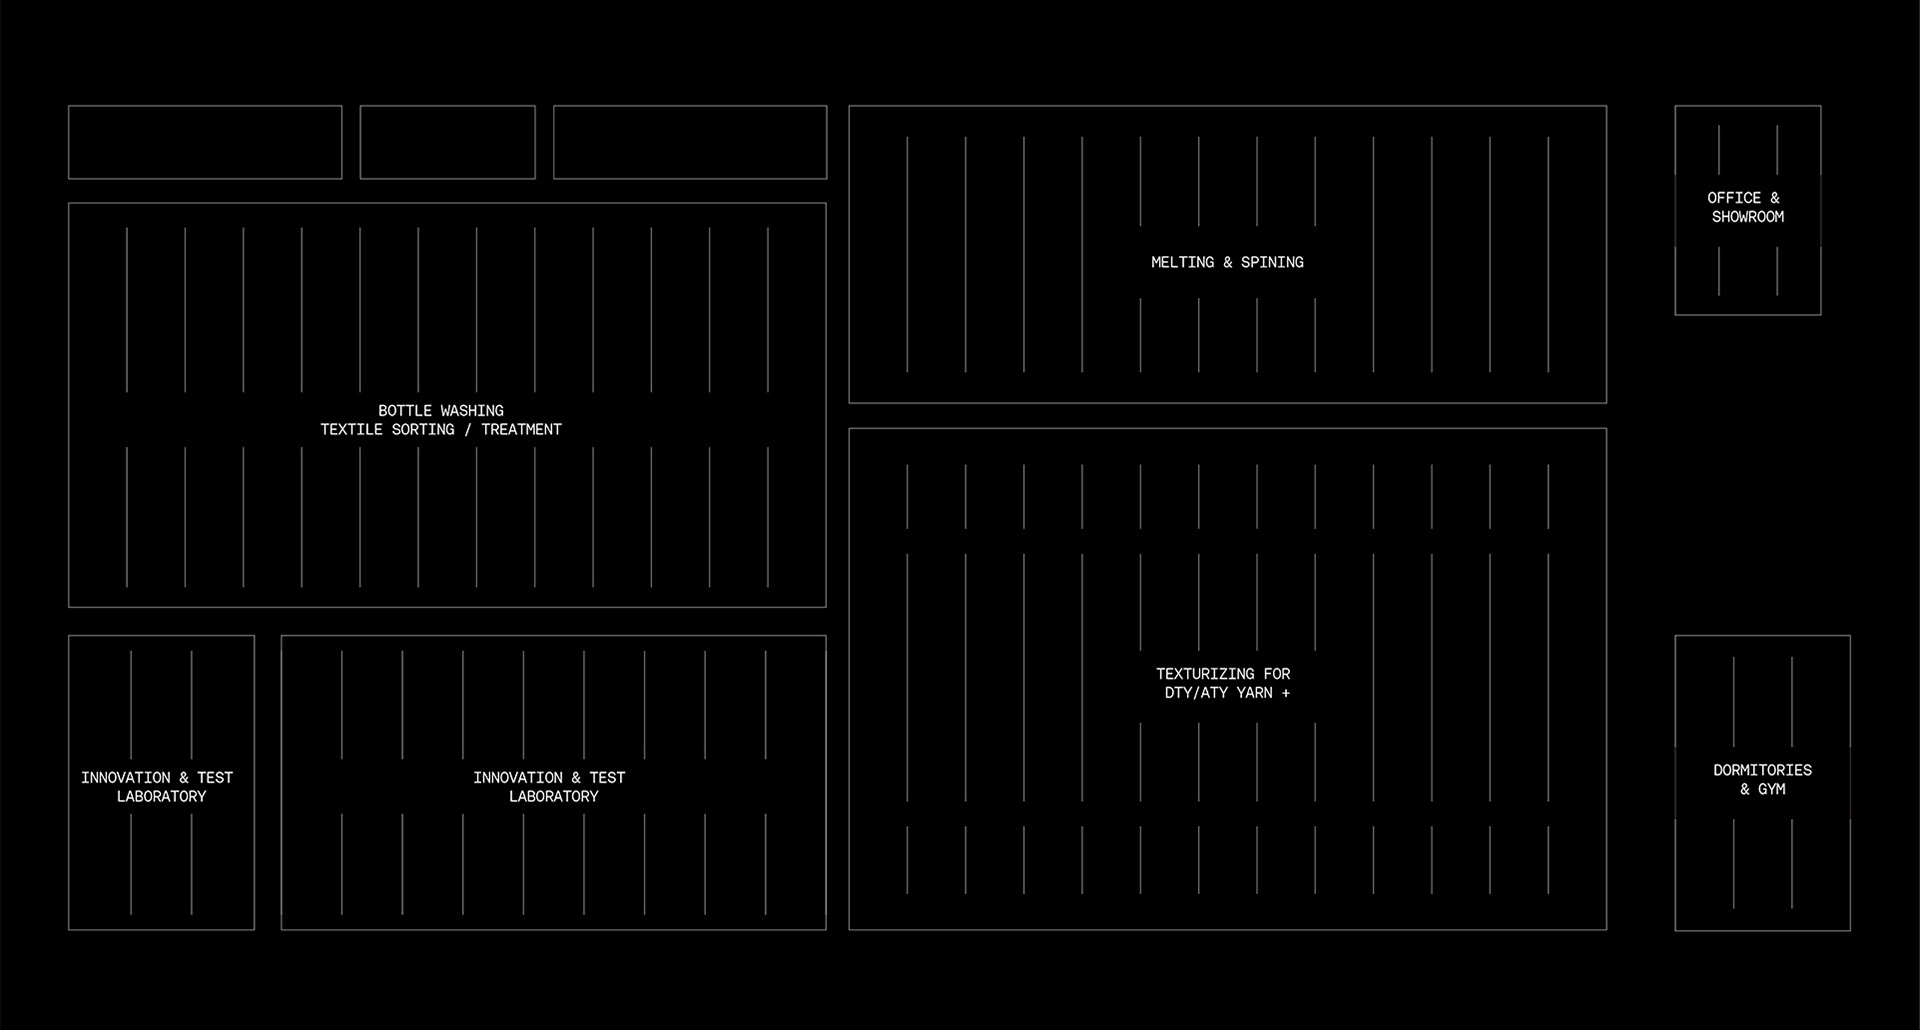 OFFICE &
SHOWROOM
MELTING & SPINING
BOTTLE WASHING
TEXTILE SORTING / TREATMENT
TEXTURIZING FOR
DTY/ATY YARN +
INNOVATION & TEST
LABORATORY
INNOVATION & TEST
LABORATORY
DORMITORIES
& GYM